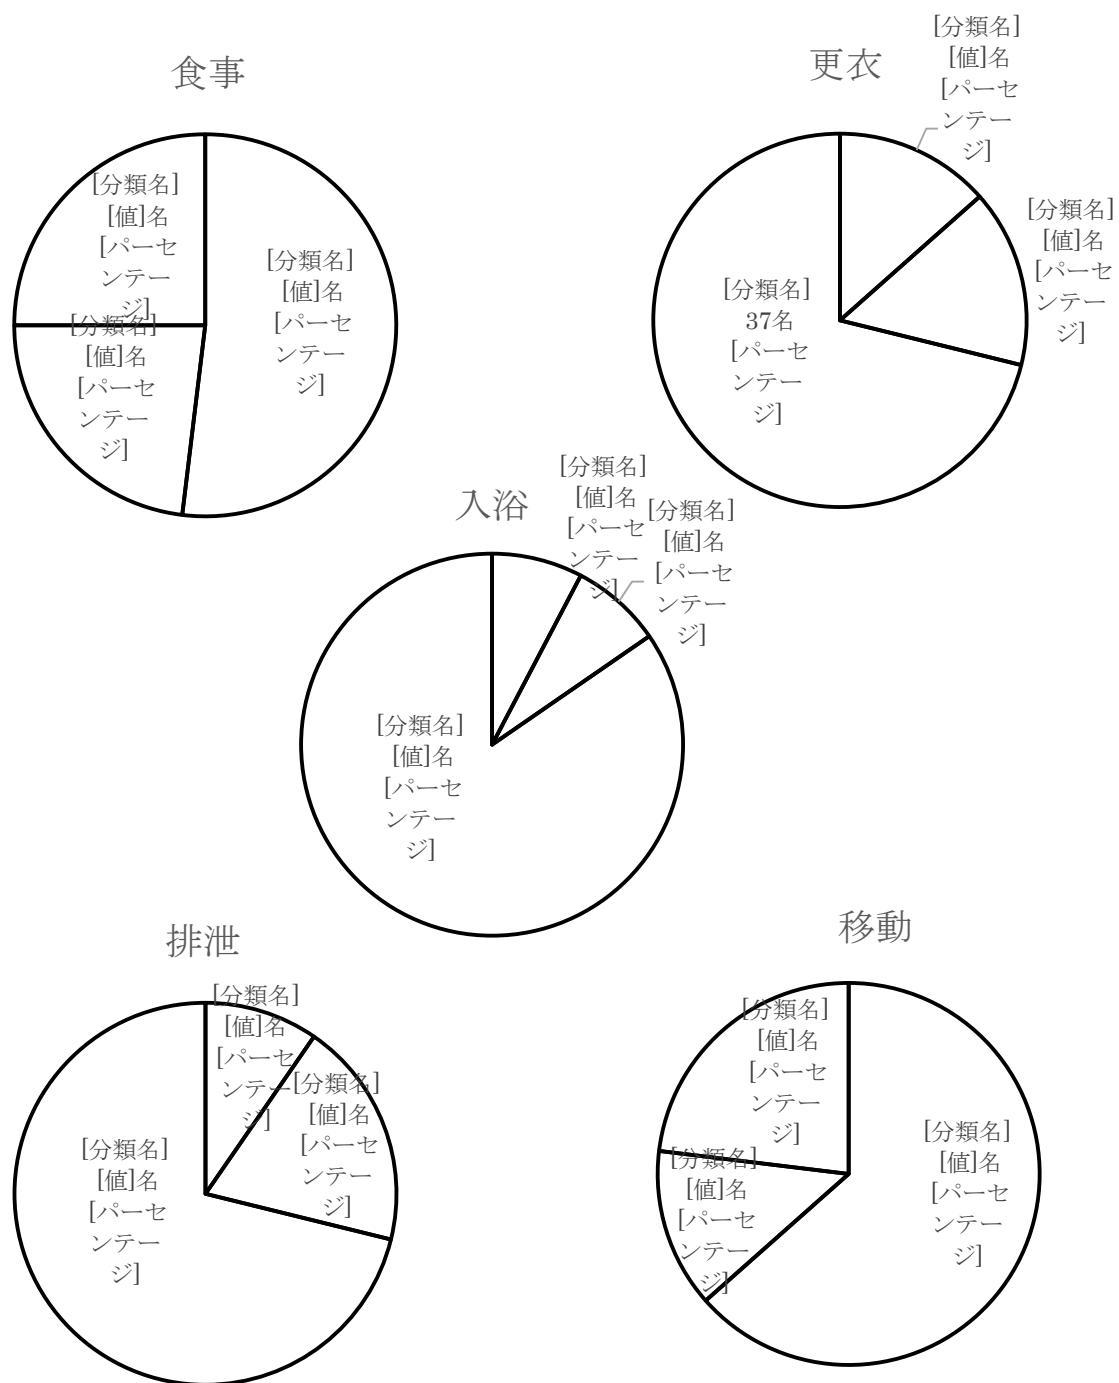 食事
[分類名]
[値]名
[パーセ
ンテー
ジ]
[分類名]
[値]名
[パーセ
ンテー
ジ]
[分類名]
[値]名
[パーセ
ンテー
ジ]
更衣
[分類名]
[値]名
[パーセ
ンテー
ジ]
[分類名]
[値]名
[パーセ
ンテー
ジ]
[分類名]
37名
[パーセ
ンテー
ジ]
入浴
[分類名]
[値]名
[パーセ
ンテー
ジ]
[分類名]
[値]名
[パーセ
ンテー
ジ]
[分類名]
[値]名
[パーセ
ンテー
ジ]
排泄
[分類名]
[値]名
[パーセ
ンテー
ジ]
[分類名]
[値]名
[パーセ
ンテー
ジ]
[分類名]
[値]名
[パーセ
ンテー
ジ]
移動
[分類名]
[値]名
[パーセ
ンテー
ジ]
[分類名]
[値]名
[パーセ
ンテー
ジ]
[分類名]
[値]名
[パーセ
ンテー
ジ]